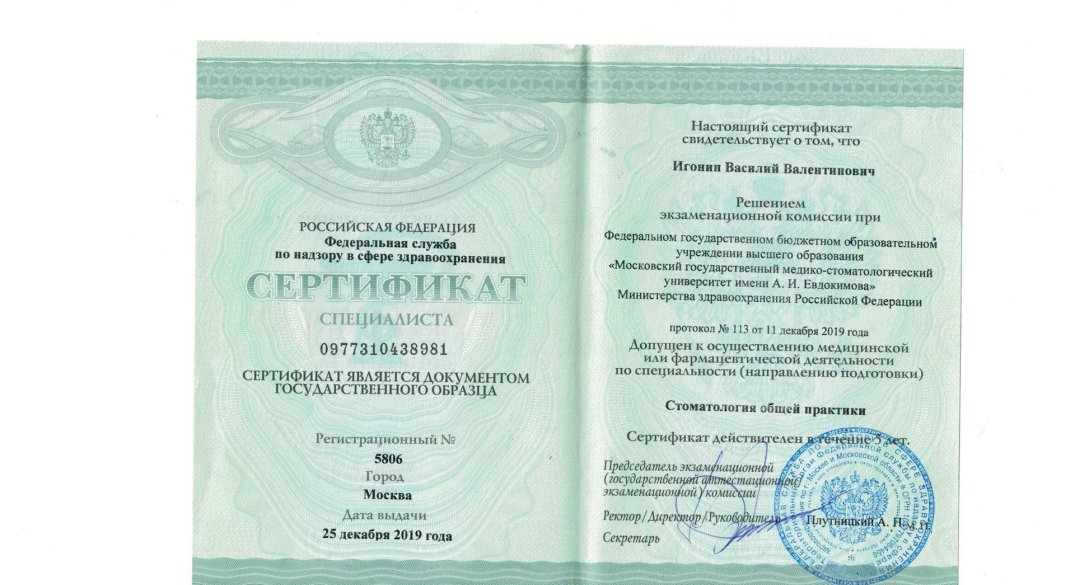 РОССИЙСКАЯ ФЕДЕРАЦИЯ
Федеральная служба
по надзору в сфере здравоохранения
СЕРТИФИКАТ
СПЕЦИАЛИСТА
0977310438981
СЕРТИФИКАТ ЯВЛЯЕТСЯ ДОКУМЕНТОМ
ГОСУДАРСТВЕННОГО ОБРАЗЦА
Регистрационный №
5806
Город
Москва
Дата выдачи
25 декабря 2019 года
Настоящий сертификат
свидетельствует о том, что
Игонин Василий Валентинович
Решением
экзаменационной комиссии при
Федеральном государственном бюджетном образовательном
учреждении высшего образования
«Московский государственный медико-стоматологический
университет имени А. И. Евдокимова»
Министерства здравоохранения Российской Федерации
протокол № 113 от 11 декабря 2019 года
Допущен к осуществлению медицинской
или фармацевтической деятельности
по специальности (направлению подготовки)
Стоматология общей практики
Сертификат действителен в течение 5 лет.
Председатель экзаменационной
(государственной аттестационной,
экзаменационной) комиссии
Ректор/Директор/Руководитель
Плутницкий А. Н.
Секретарь